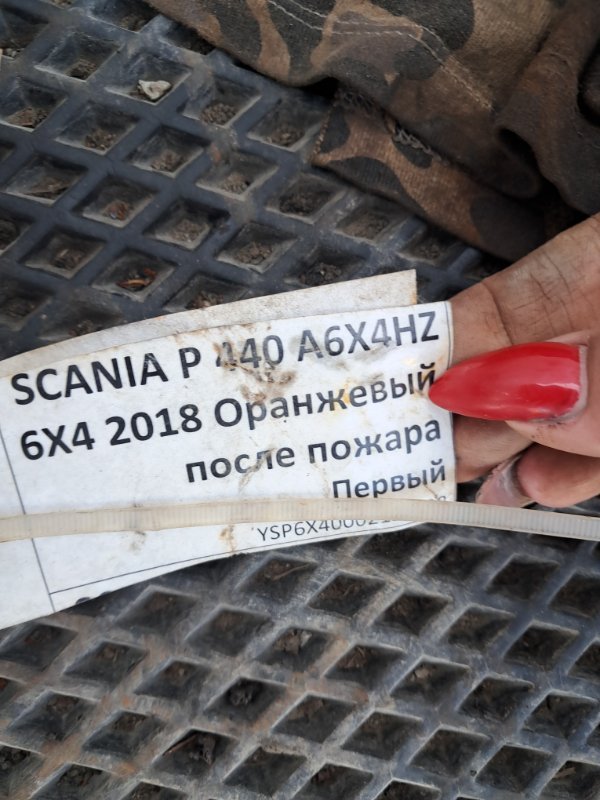 SCANIA P 440 A6X4HZ
6X4 2018 Оранжевый
после пожара
Первый